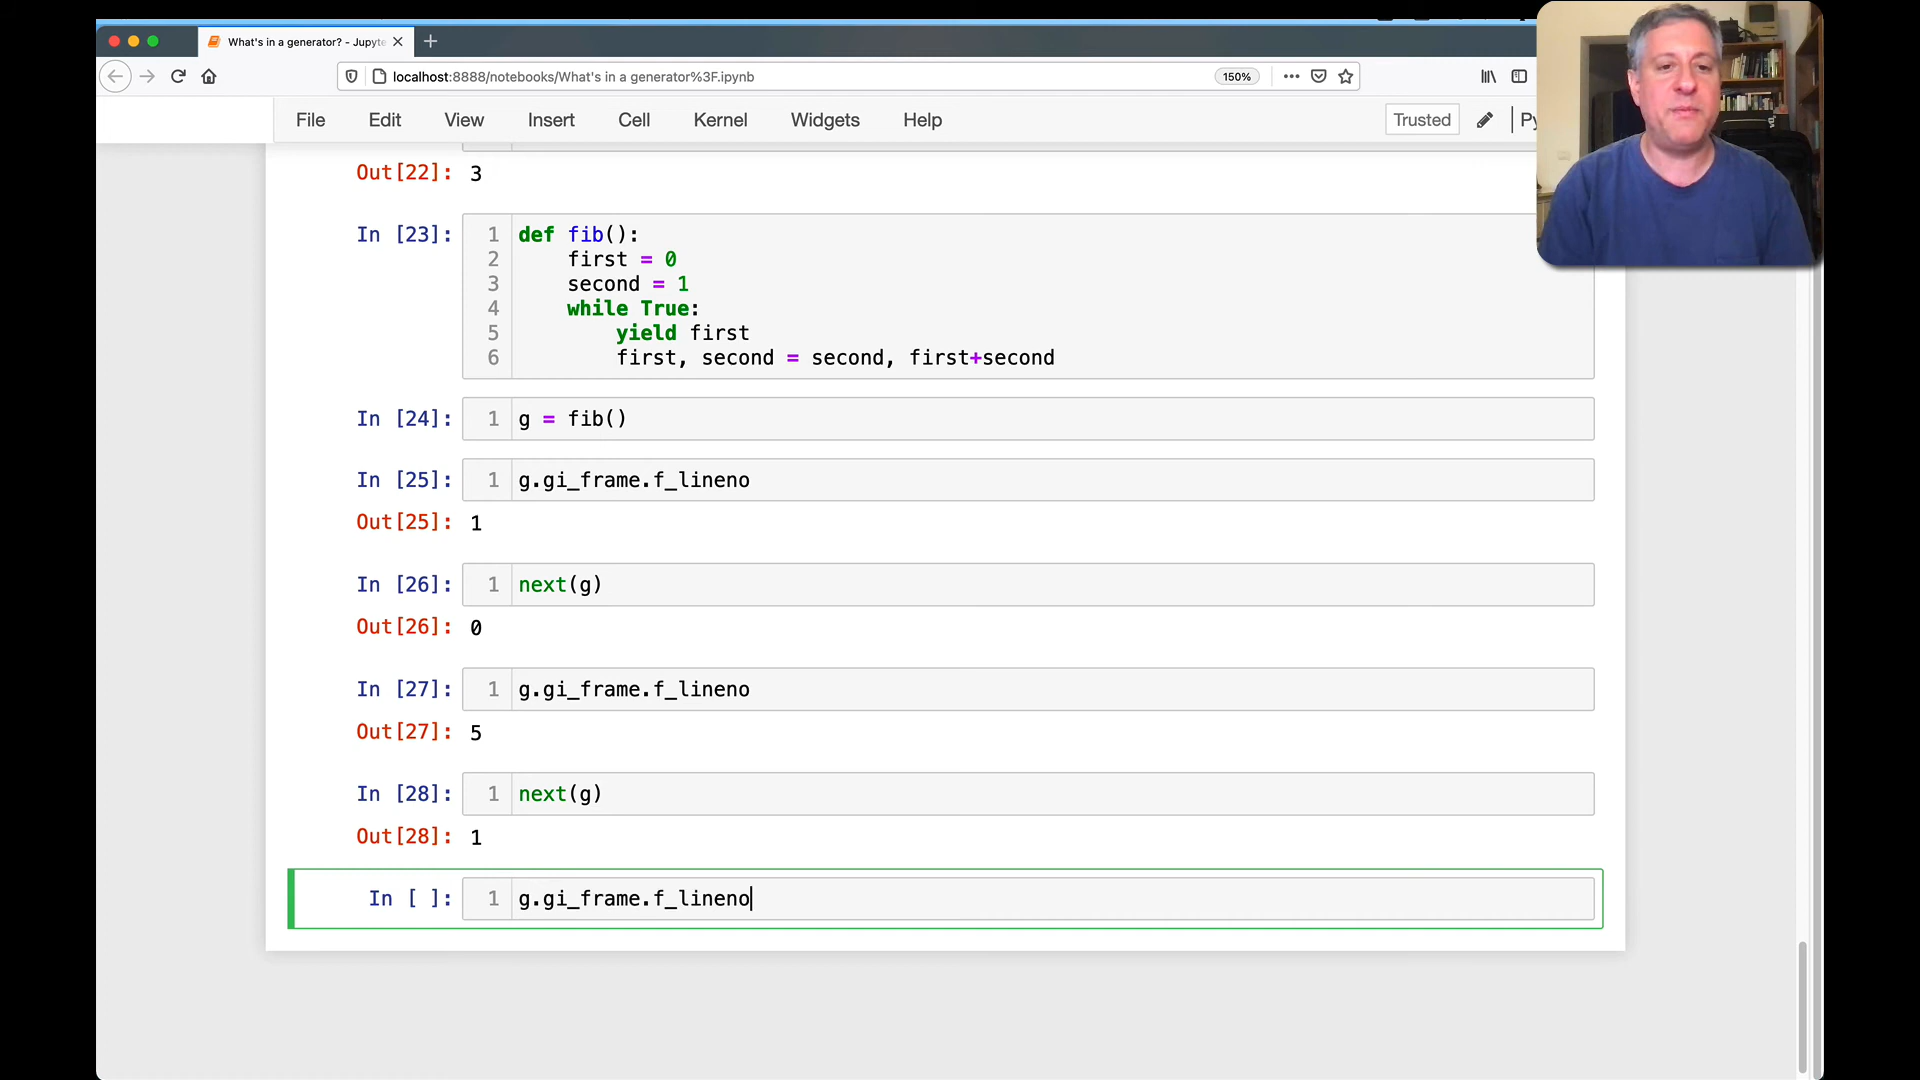 What's in a generator? - Jupyte
localhost:8888/notebooks/What's in a generator%3F.ipynb
150%
File Edit View Insert Cell Kernel Widgets Help
Trusted
Py
Out[22]: 3
In [23]: 1 def fib():
2 first = 0
3 second = 1
4 while True:
5 yield first
6 first, second = second, first+second
In [24]: 1 g = fib()
In [25]: 1 g.gi_frame.f_lineno
Out[25]: 1
In [26]: 1 next(g)
Out[26]: 0
In [27]: 1 g.gi_frame.f_lineno
Out[27]: 5
In [28]: 1 next(g)
Out[28]: 1
In [ ]: 1 g.gi_frame.f_lineno